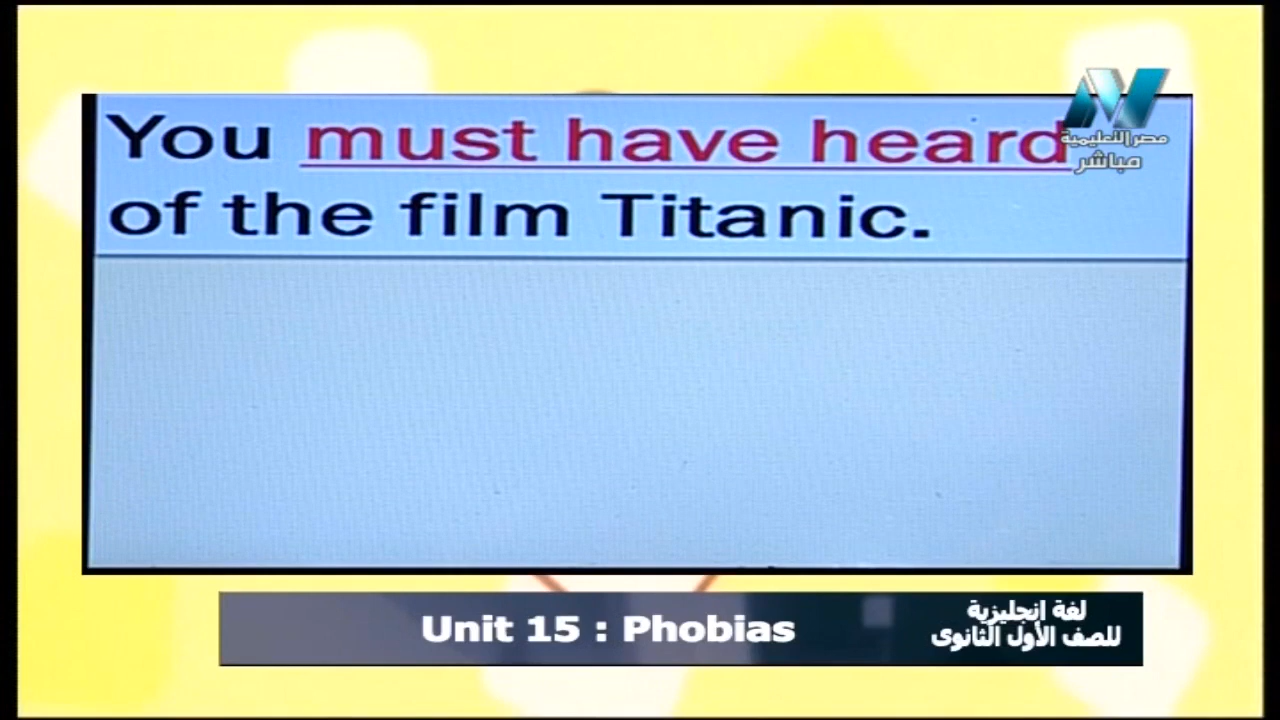 You must have heard
of the film Titanic.
مصر التعليمية
مباشر
Unit 15 : Phobias
لغة إنجليزية
للصف الأول الثانوى